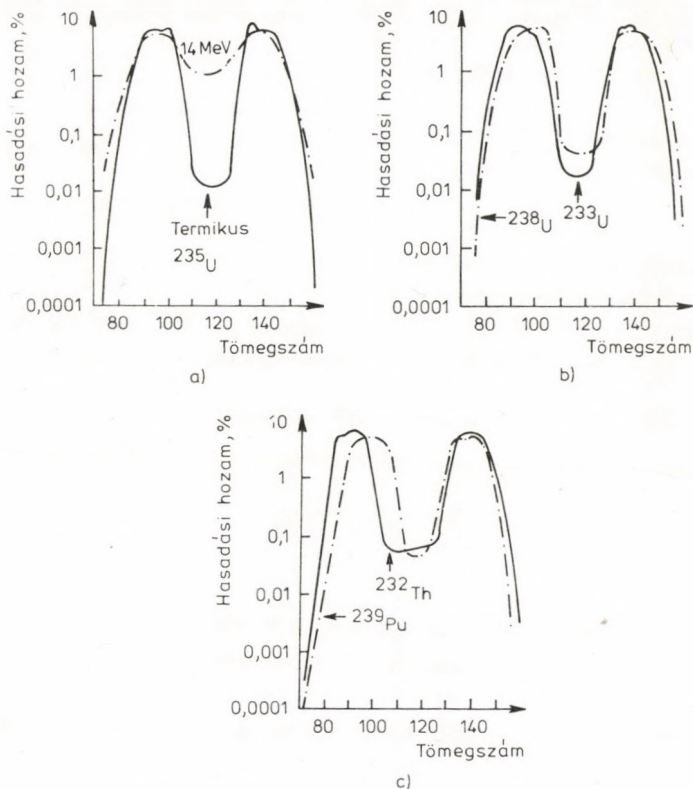 Hasadási hozam, %
10
1
0,1
0,01
0,001
0,0001
14 MeV
Termikus
235U
80 100 120 140
Tömegszám
a)
Hasadási hozam, %
10
1
0,1
0,01
0,001
0,0001
238U
233U
80 100 120 140
Tömegszám
b)
Hasadási hozam, %
10
1
0,1
0,01
0,001
0,0001
232Th
239Pu
80 100 120 140
Tömegszám
c)